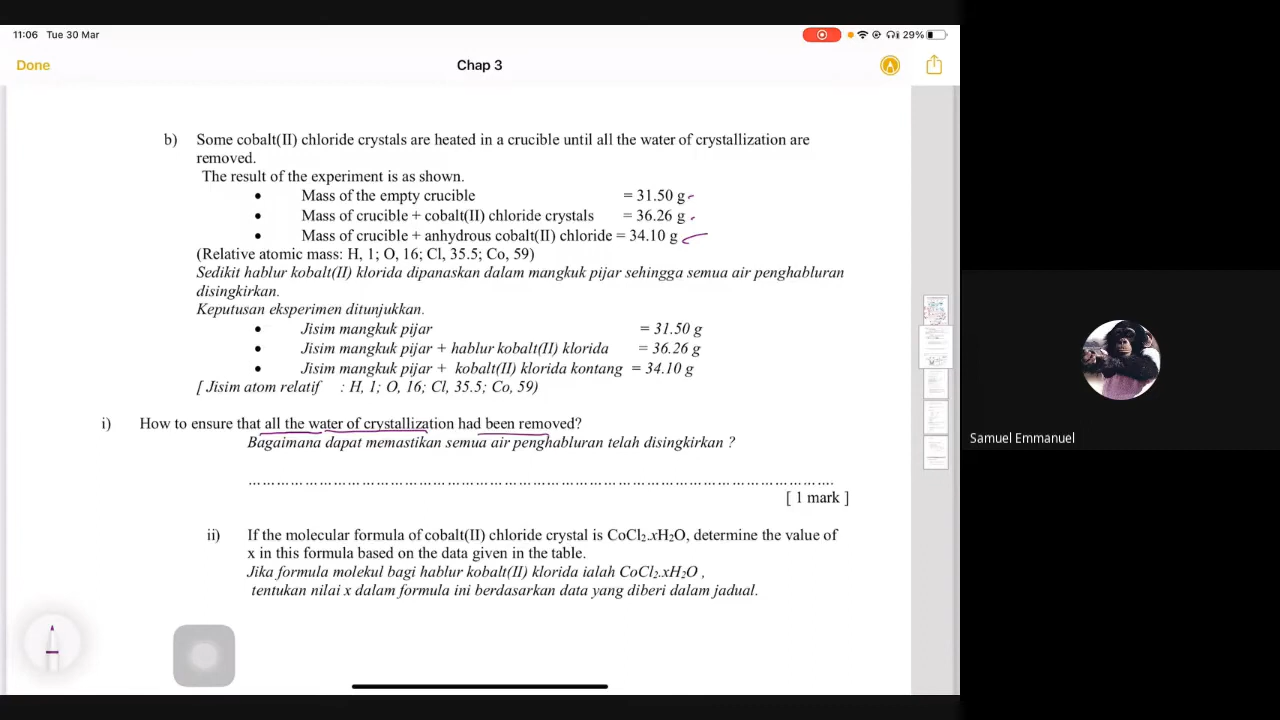 11:06 Tue 30 Mar
29%
Done
Chap 3
b) Some cobalt(II) chloride crystals are heated in a crucible until all the water of crystallization are
removed.
The result of the experiment is as shown.
• Mass of the empty crucible = 31.50 g
• Mass of crucible + cobalt(II) chloride crystals = 36.26 g
• Mass of crucible + anhydrous cobalt(II) chloride = 34.10 g
(Relative atomic mass: H, 1; O, 16; Cl, 35.5; Co, 59)
Sedikit hablur kobalt(II) klorida dipanaskan dalam mangkuk pijar sehingga semua air penghabluran
disingkirkan.
Keputusan eksperimen ditunjukkan.
• Jisim mangkuk pijar = 31.50 g
• Jisim mangkuk pijar + hablur kobalt(II) klorida = 36.26 g
• Jisim mangkuk pijar + kobalt(II) klorida kontang = 34.10 g
[ Jisim atom relatif : H, 1; O, 16; Cl, 35.5; Co, 59)
i) How to ensure that all the water of crystallization had been removed?
Bagaimana dapat memastikan semua air penghabluran telah disingkirkan ?
Samuel Emmanuel
………………………………………………………………………………….
[ 1 mark ]
ii) If the molecular formula of cobalt(II) chloride crystal is CoCl₂.xH₂O, determine the value of
x in this formula based on the data given in the table.
Jika formula molekul bagi hablur kobalt(II) klorida ialah CoCl₂.xH₂O ,
tentukan nilai x dalam formula ini berdasarkan data yang diberi dalam jadual.